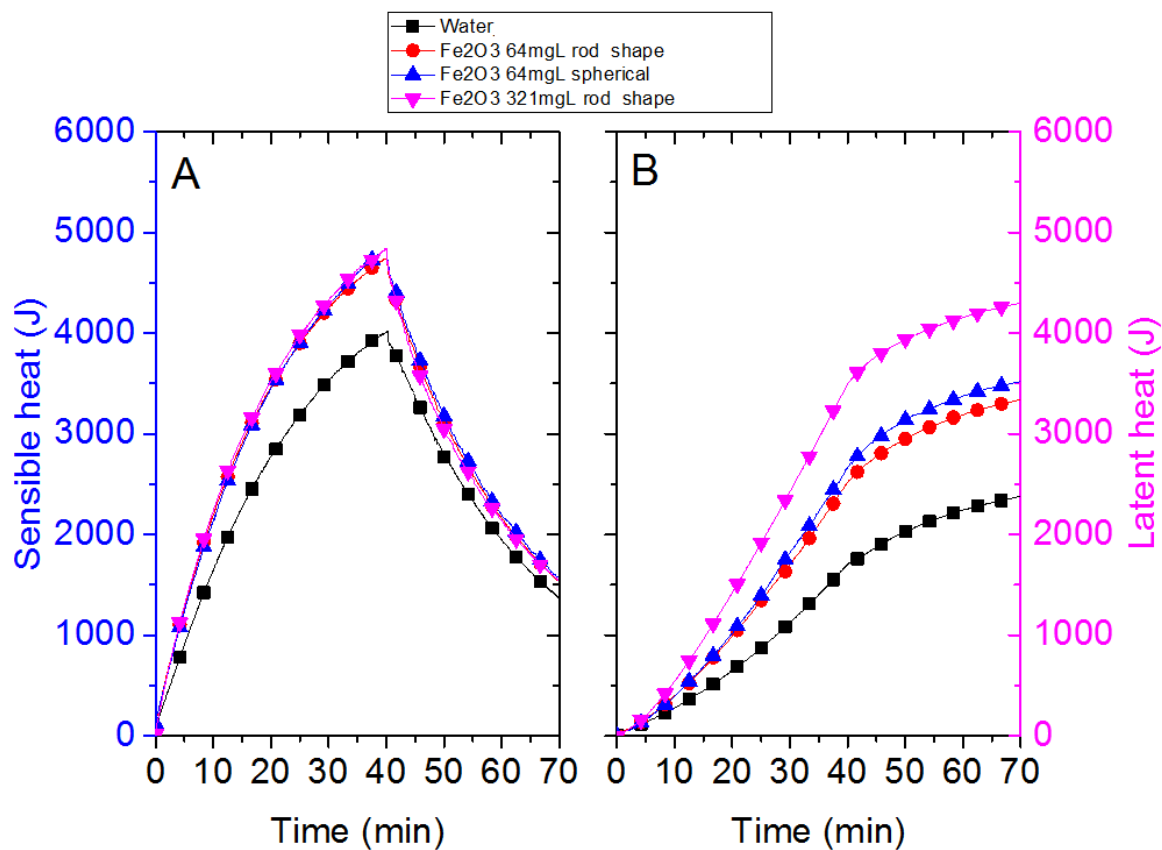 Water
Fe2O3 64mgL rod shape
Fe2O3 64mgL spherical
Fe2O3 321mgL rod shape
A
6000
5000
4000
3000
2000
1000
0
Sensible heat (J)
0 10 20 30 40 50 60 70
Time (min)
B
0 10 20 30 40 50 60 70
Time (min)
6000
5000
4000
3000
2000
1000
0
Latent heat (J)